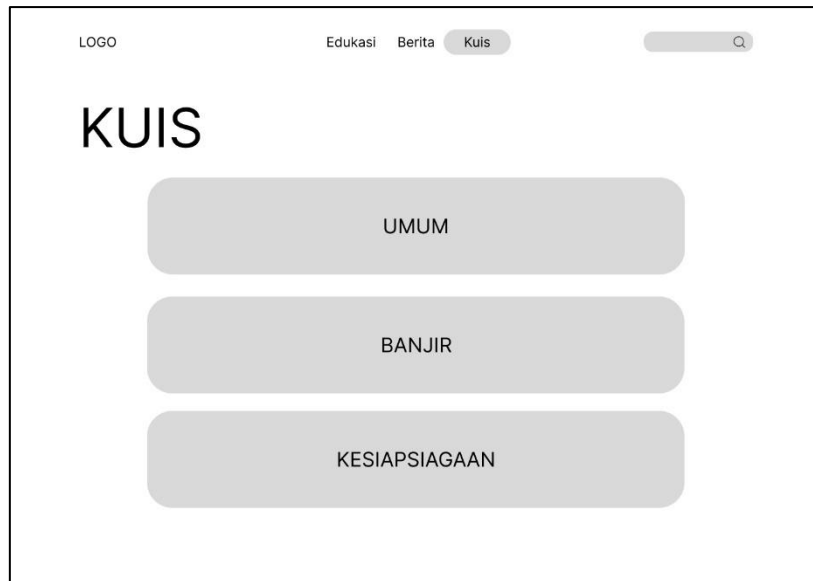 LOGO Edukasi Berita Kuis
KUIS
UMUM
BANJIR
KESIAPSIAGAAN